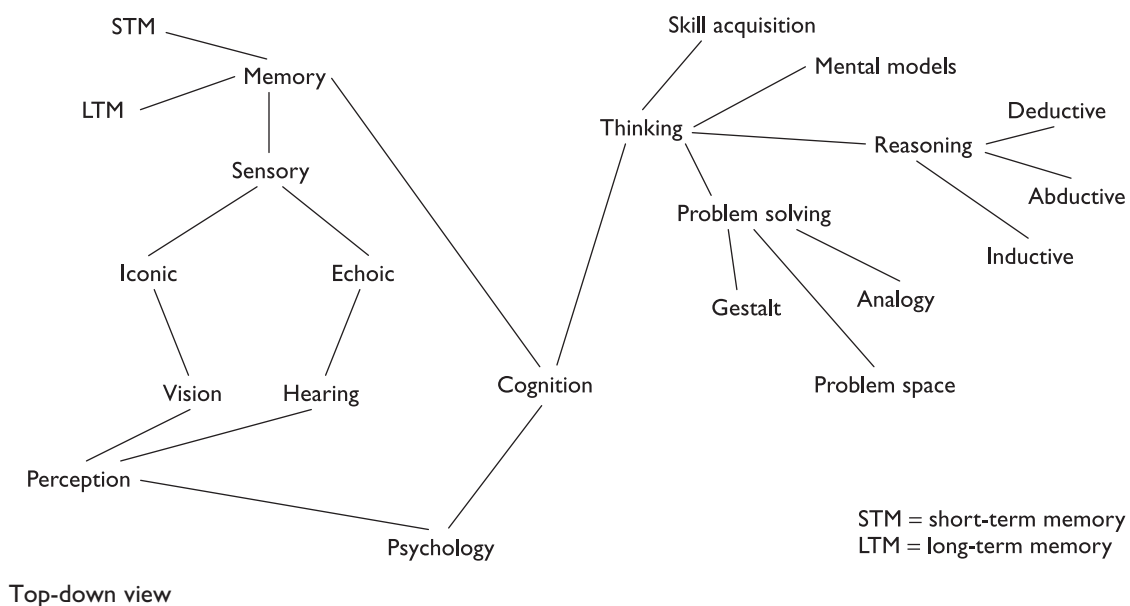 STM
Memory
LTM
Sensory
Iconic
Echoic
Vision
Hearing
Perception
Psychology
Cognition
Thinking
Skill acquisition
Mental models
Reasoning
Deductive
Abductive
Inductive
Problem solving
Gestalt
Analogy
Problem space
STM = short-term memory
LTM = long-term memory
Top-down view